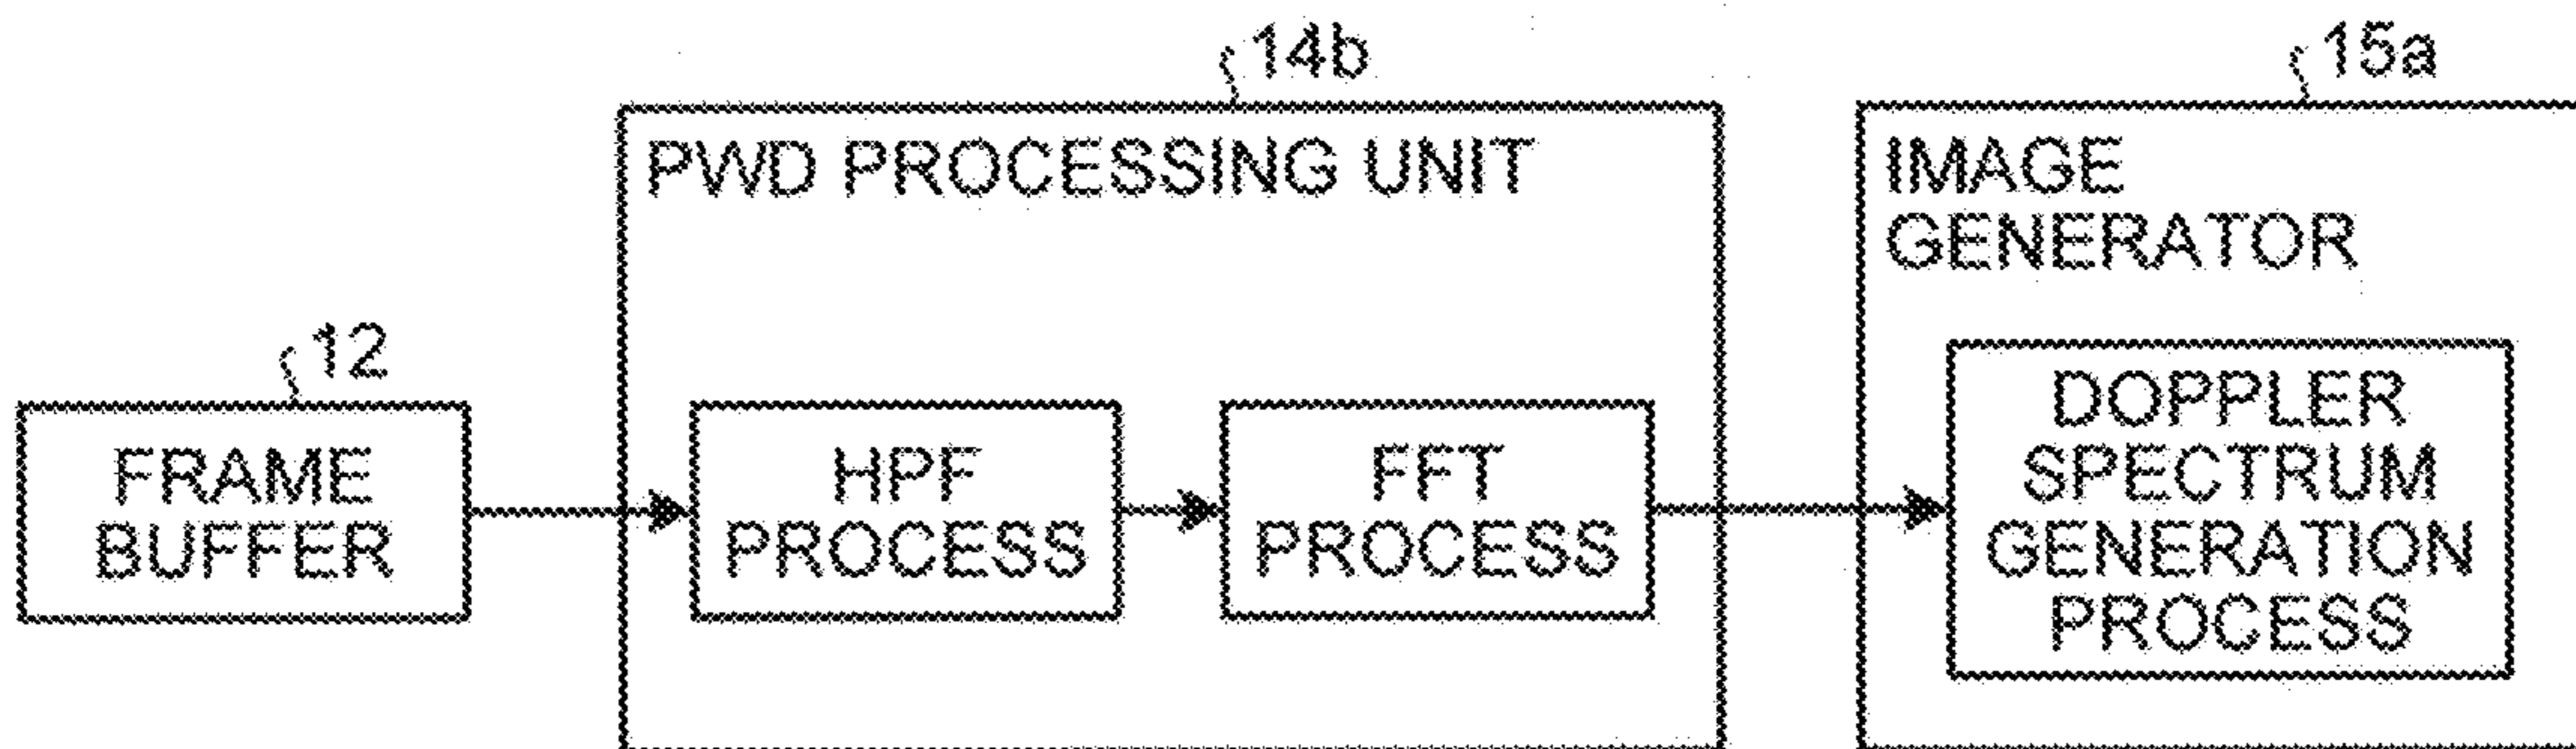 14b
15a
PWD PROCESSING UNIT
IMAGE
GENERATOR
12
FRAME
BUFFER
HPF
PROCESS
FFT
PROCESS
DOPPLER
SPECTRUM
GENERATION
PROCESS